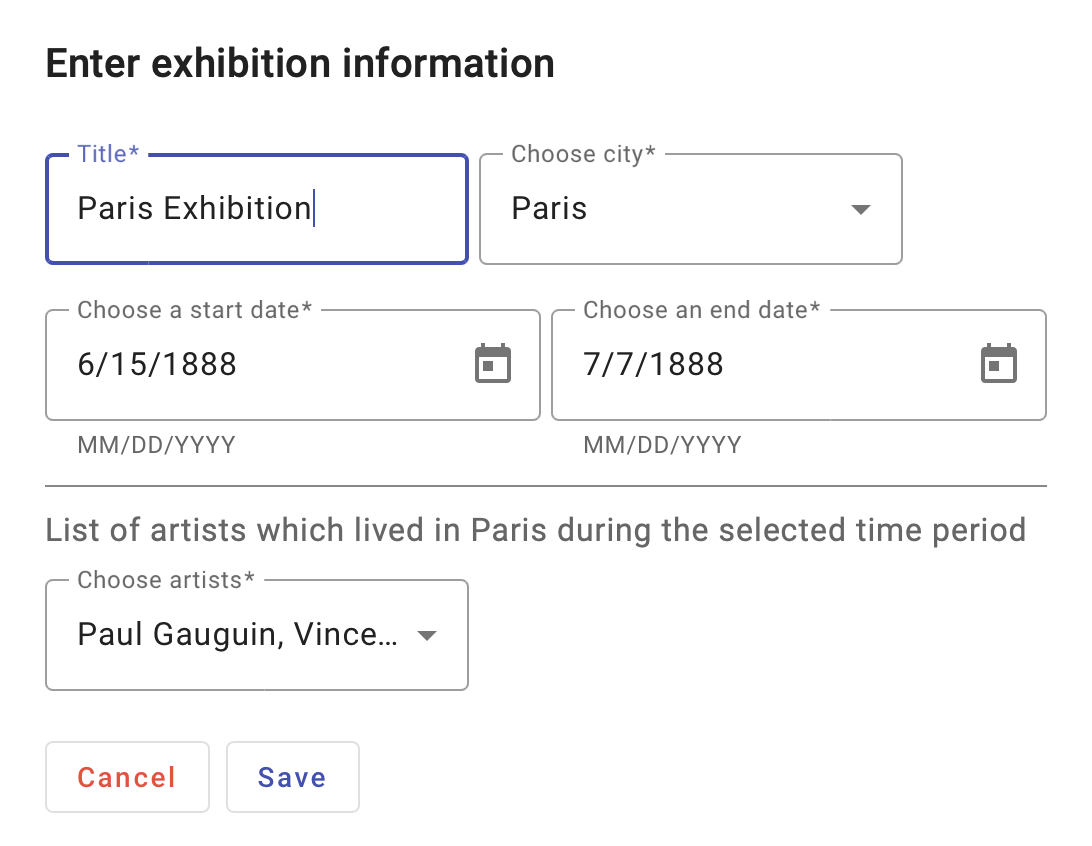 Enter exhibition information
Title* Choose city*
Paris Exhibition Paris
Choose a start date* Choose an end date*
6/15/1888 7/7/1888
MM/DD/YYYY MM/DD/YYYY
List of artists which lived in Paris during the selected time period
Choose artists*
Paul Gauguin, Vince...
Cancel Save